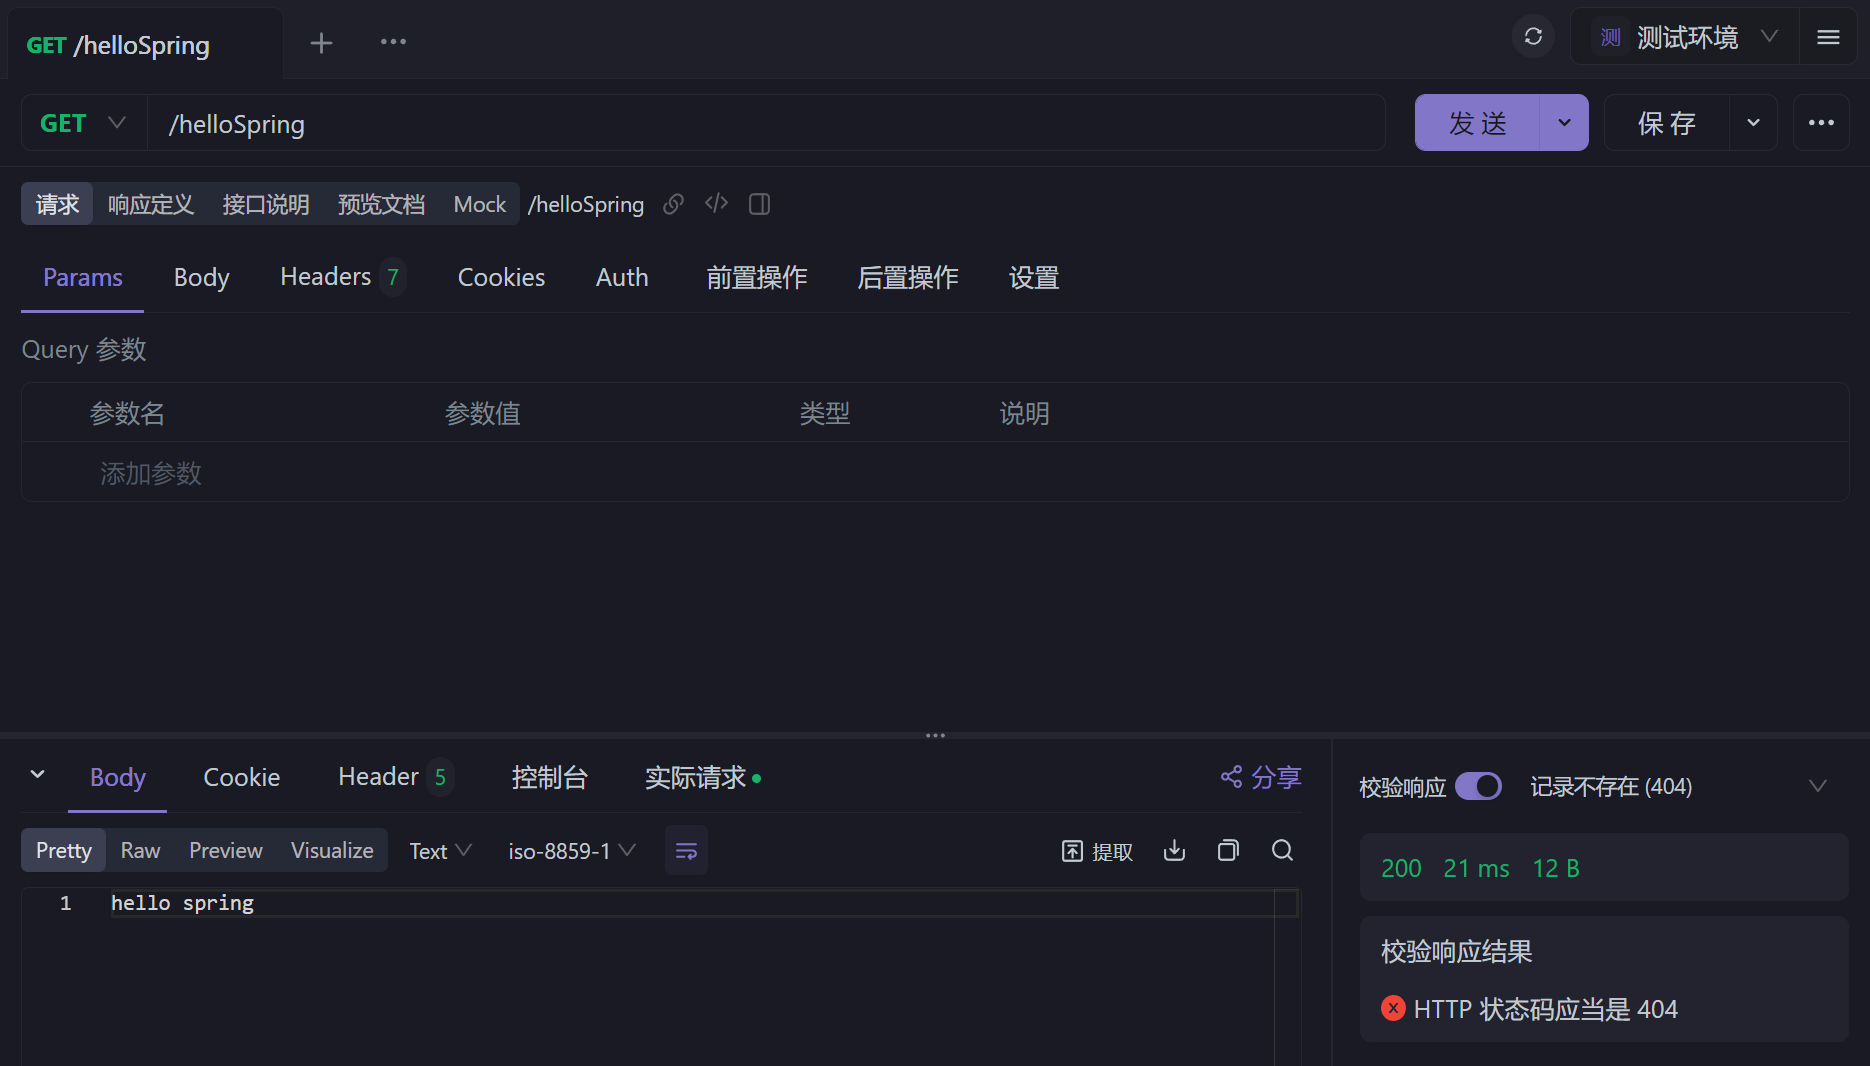 GET /helloSpring
测 测试环境
GET /helloSpring 发送 保存
请求 响应定义 接口说明 预览文档 Mock /helloSpring
Params Body Headers 7 Cookies Auth 前置操作 后置操作 设置
Query 参数
参数名 参数值 类型 说明
添加参数
Body Cookie Header 5 控制台 实际请求 分享
Pretty Raw Preview Visualize Text iso-8859-1 提取
1 hello spring
校验响应 记录不存在 (404)
200 21 ms 12 B
校验响应结果
HTTP 状态码应当是 404